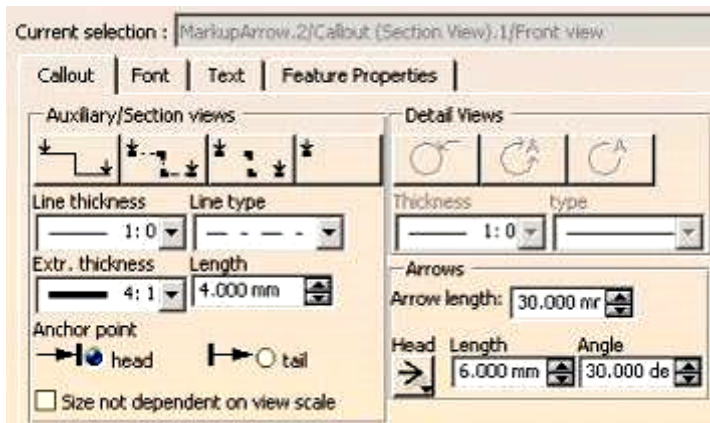 Current selection : MarkupArrow.2/Callout (Section View).1/Front view
Callout Font Text Feature Properties
Auxiliary/Section views
Detail Views
A A
Line thickness Line type
Thickness type
1: 0
1: 0
Extr. thickness Length
4: 1 4.000 mm
Arrows
Arrow length: 30.000 mr
Anchor point
head tail
Head Length Angle
6.000 mm 30.000 de
Size not dependent on view scale